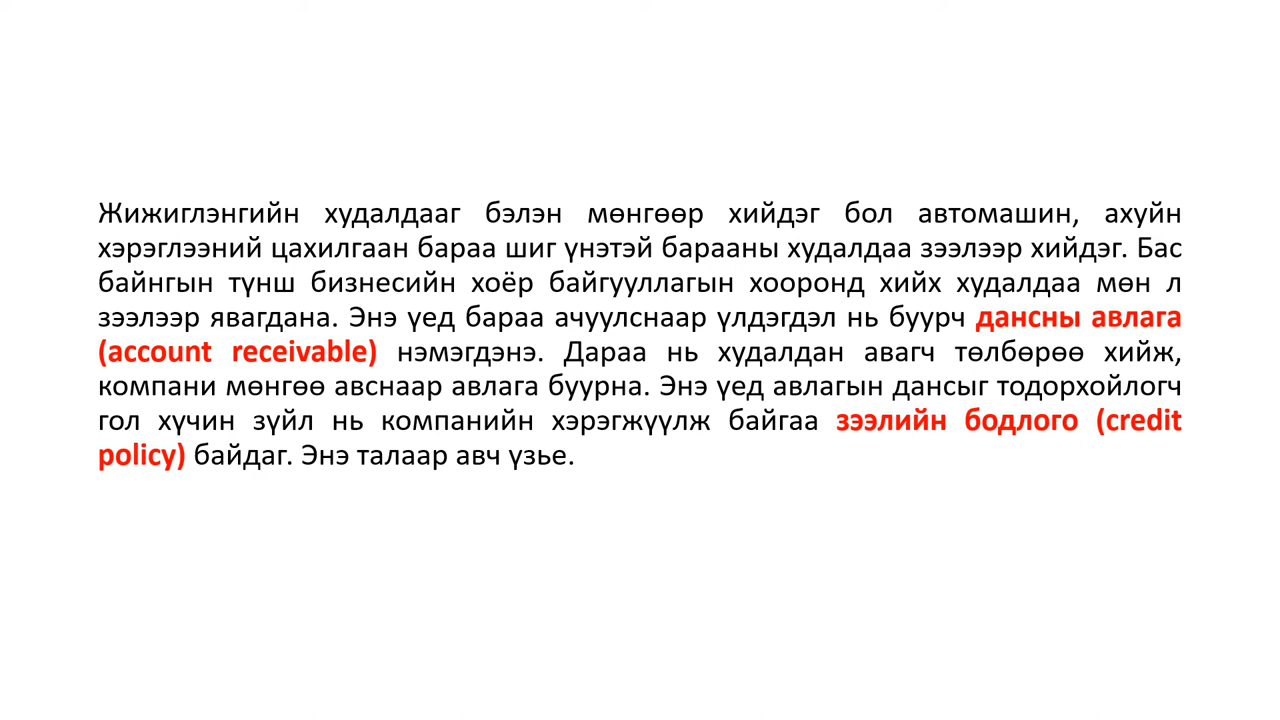 Жижиглэнгийн худалдааг бэлэн мөнгөөр хийдэг бол автомашин, ахуйн
хэрэглээний цахилгаан бараа шиг үнэтэй барааны худалдаа зээлээр хийдэг. Бас
байнгын түнш бизнесийн хоёр байгууллагын хооронд хийх худалдаа мөн л
зээлээр явагдана. Энэ үед бараа ачуулснаар үлдэгдэл нь буурч дансны авлага
(account receivable) нэмэгдэнэ. Дараа нь худалдан авагч төлбөрөө хийж,
компани мөнгөө авснаар авлага буурна. Энэ үед авлагын дансыг тодорхойлогч
гол хүчин зүйл нь компанийн хэрэгжүүлж байгаа зээлийн бодлого (credit
policy) байдаг. Энэ талаар авч үзье.